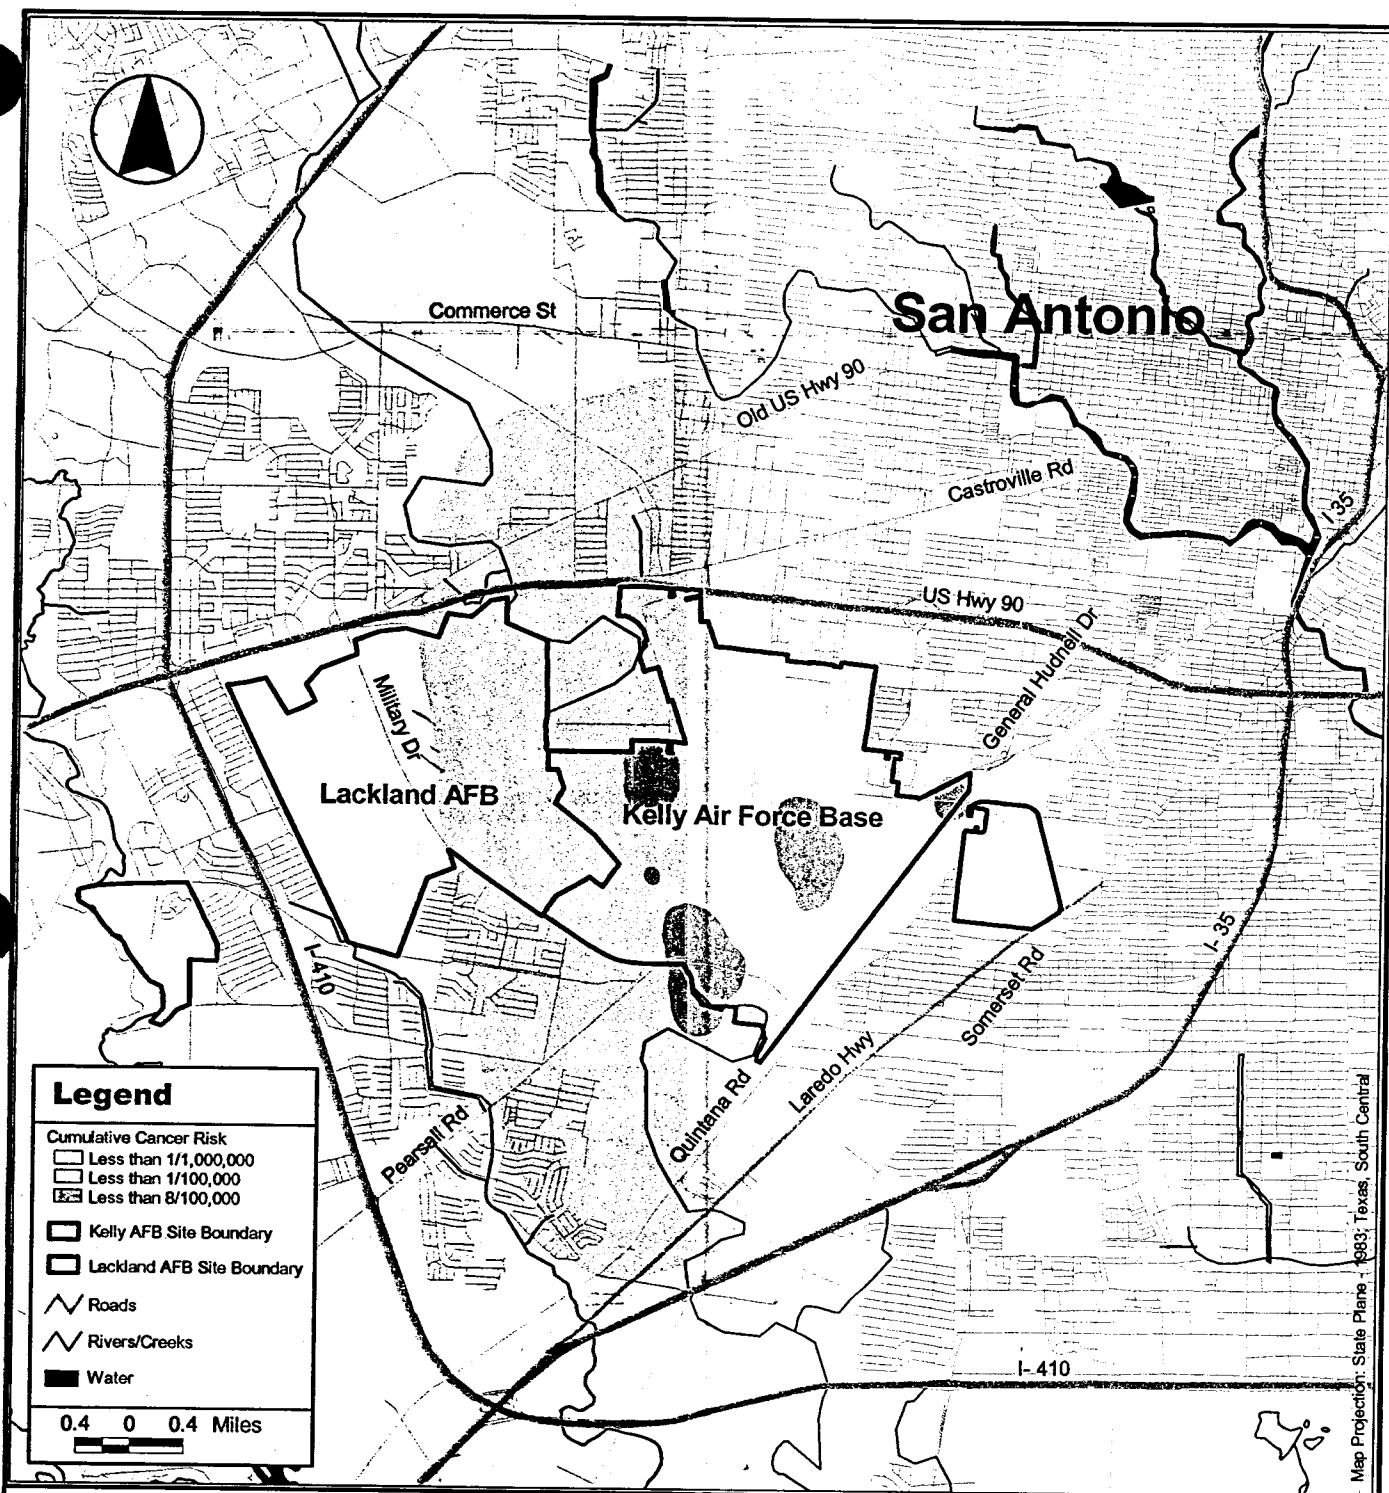 Commerce St
San Antonio
Old US Hwy 90
Castroville Rd
I-35
US Hwy 90
General Hudnell Dr
Military Dr
Lackland AFB
Kelly Air Force Base
I-410
I-35
Somerset Rd
Laredo Hwy
Quintana Rd
Pearsall Rd
I-410
Legend
Cumulative Cancer Risk
Less than 1/1,000,000
Less than 1/100,000
Less than 8/100,000
Kelly AFB Site Boundary
Lackland AFB Site Boundary
Roads
Rivers/Creeks
Water
0.4 0 0.4 Miles
Map Projection: State Plane - 1983; Texas, South Central